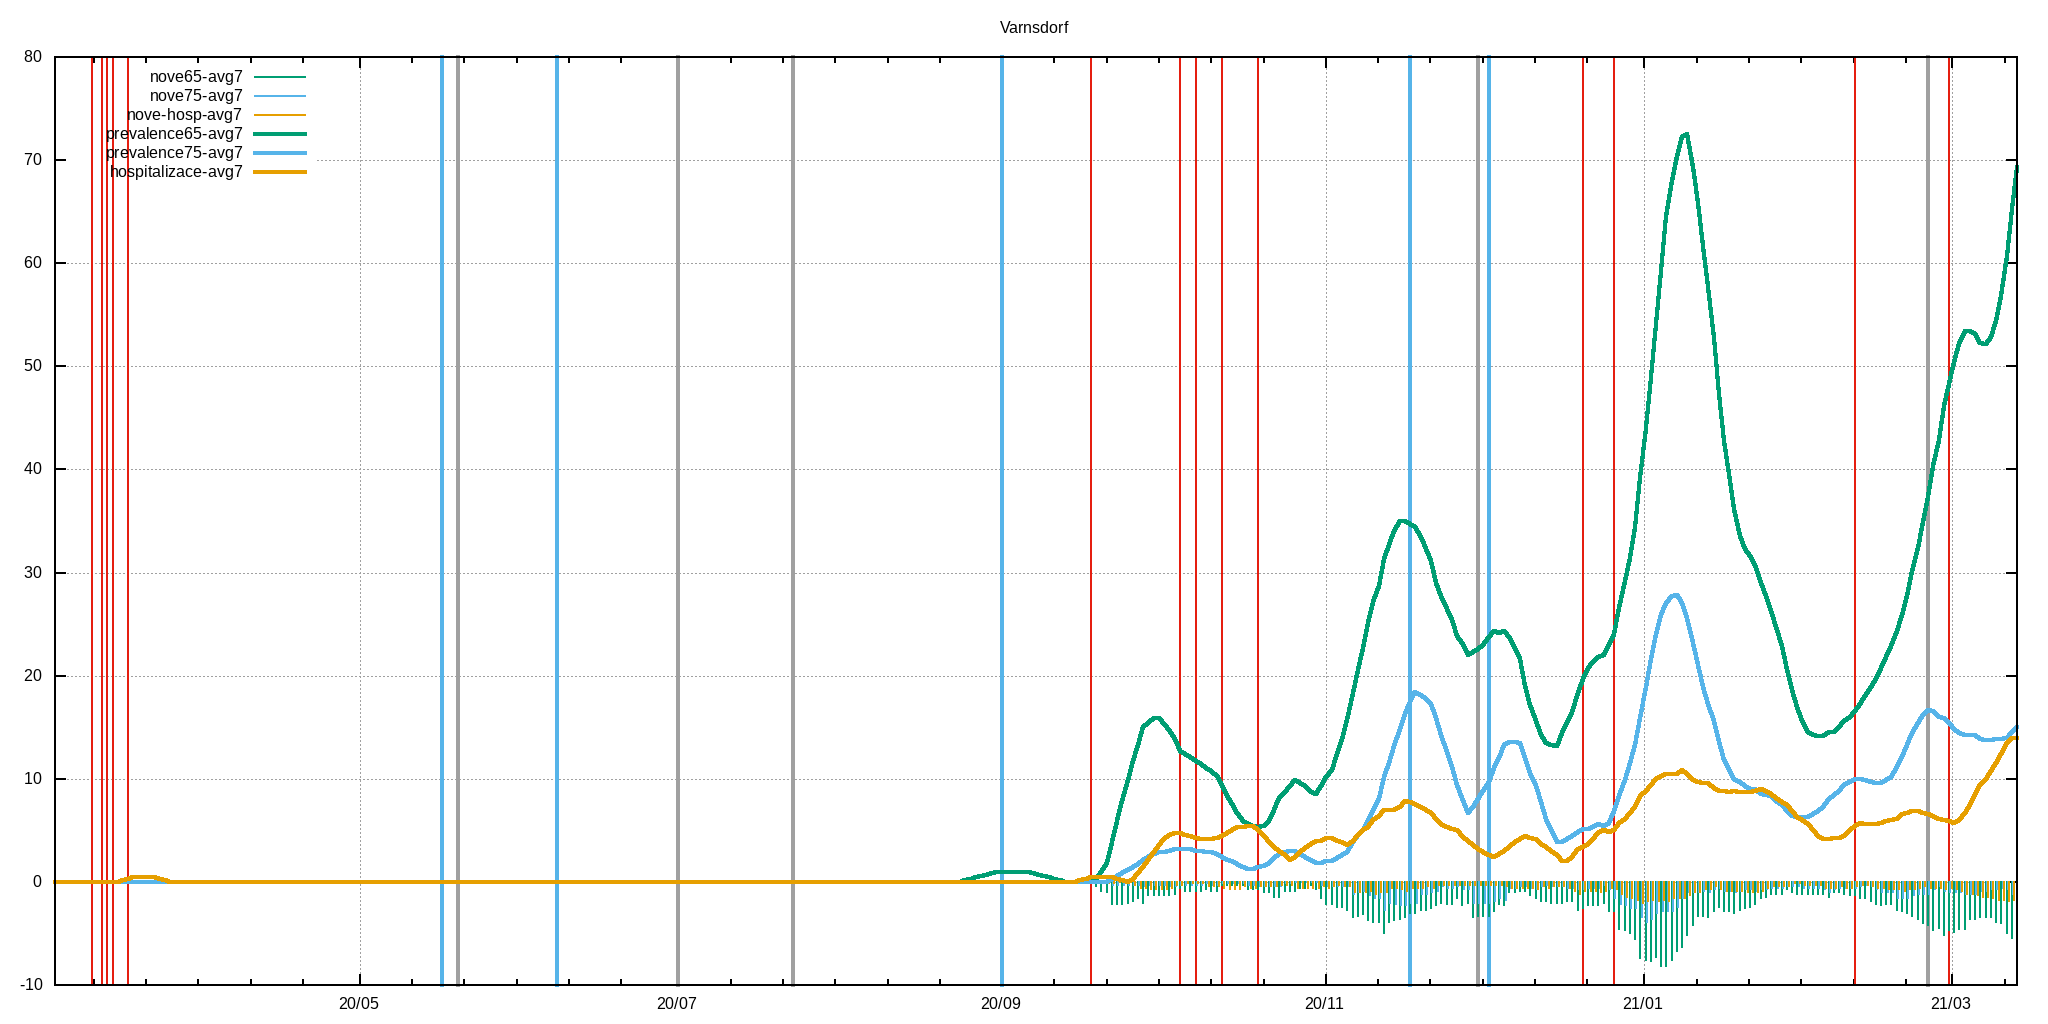 Varnsdorf
80
nove65-avg7
nove75-avg7
nove-hosp-avg7
prevalence65-avg7
prevalence75-avg7
hospitalizace-avg7
70
60
50
40
30
20
10
0
-10
20/05 20/07 20/09 20/11 21/01 21/03